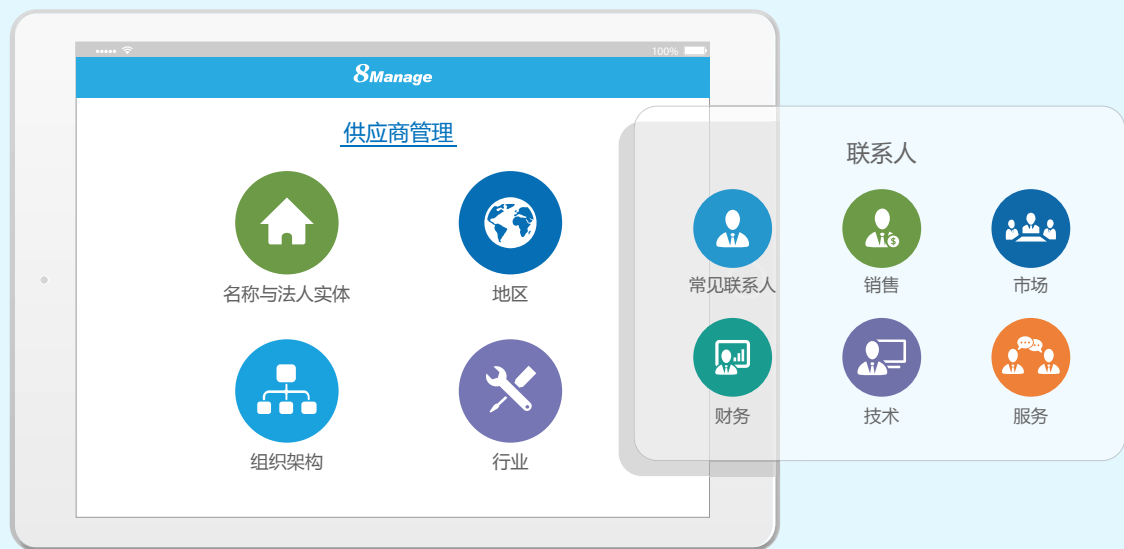 100%
8Manage
供应商管理
名称与法人实体
地区
组织架构
行业
联系人
常见联系人
销售
市场
财务
技术
服务